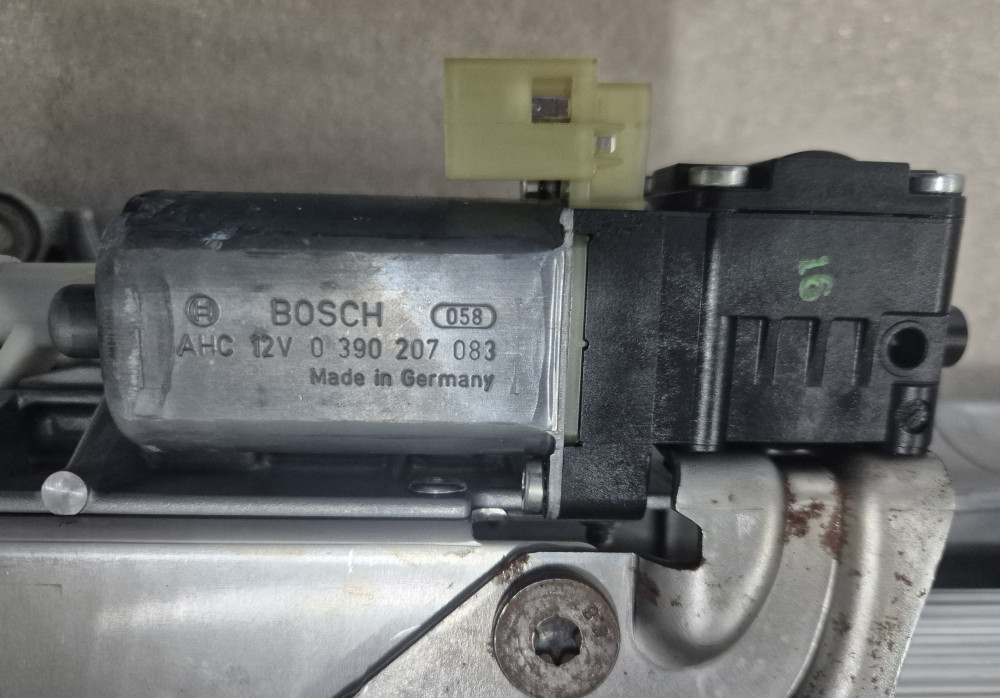 BOSCH 058
AHC 12V 0 390 207 083
Made in Germany
16